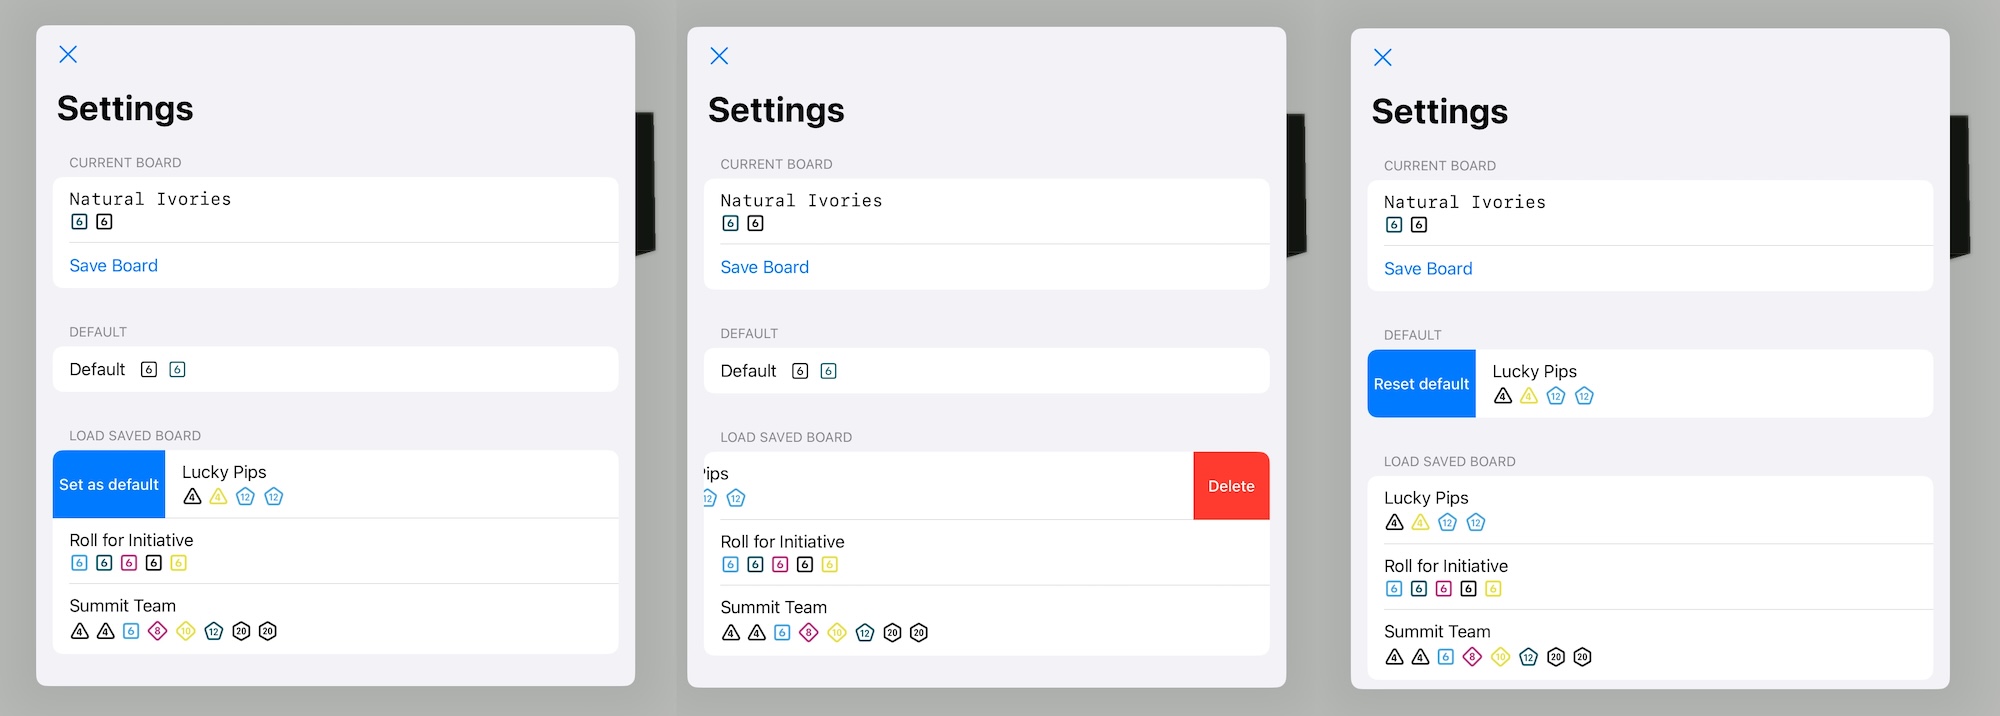 Settings
CURRENT BOARD
Natural Ivories
6 6
Save Board
DEFAULT
Default 6 6
LOAD SAVED BOARD
Set as default
Lucky Pips
4 4 12 12
Roll for Initiative
6 6 6 6 6
Summit Team
4 4 6 8 10 12 20 20
Settings
CURRENT BOARD
Natural Ivories
6 6
Save Board
DEFAULT
Default 6 6
LOAD SAVED BOARD
Pips
12 12
Delete
Roll for Initiative
6 6 6 6 6
Summit Team
4 4 6 8 10 12 20 20
Settings
CURRENT BOARD
Natural Ivories
6 6
Save Board
DEFAULT
Reset default
Lucky Pips
4 4 12 12
LOAD SAVED BOARD
Lucky Pips
4 4 12 12
Roll for Initiative
6 6 6 6 6
Summit Team
4 4 6 8 10 12 20 20